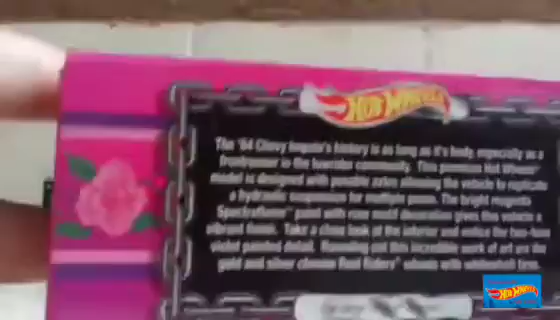 HOT WHEELS
The '64 Chevy Impala's history is as long as it's body, especially as a
frontrunner in the lowrider community. This premium Hot Wheels
model is designed with posable axles allowing the vehicle to replicate
a hydraulic suspension for multiple poses. The bright magenta
Spectraflame paint with rose mural decoration gives this vehicle a
vibrant theme. Take a close look at the interior and notice the two-tone
violet painted detail. Rounding out this incredible work of art are the
gold and silver chrome Real Riders wheels with whitewall tires.
HOT WHEELS